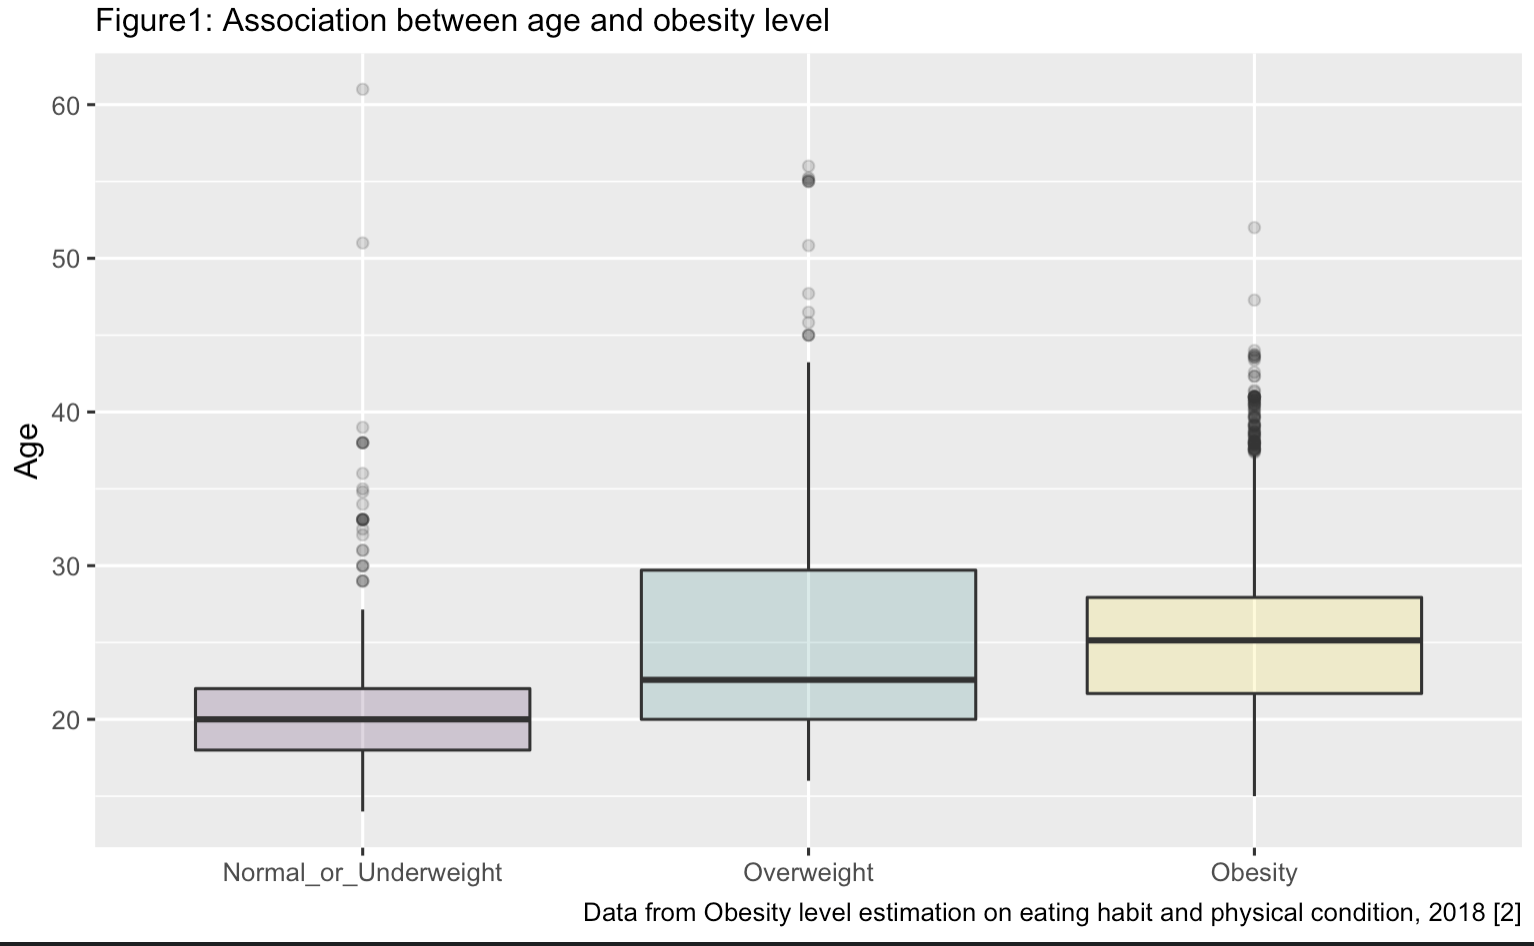 Figure1: Association between age and obesity level
60
50
40
30
20
Age
Normal_or_Underweight
Overweight
Obesity
Data from Obesity level estimation on eating habit and physical condition, 2018 [2]